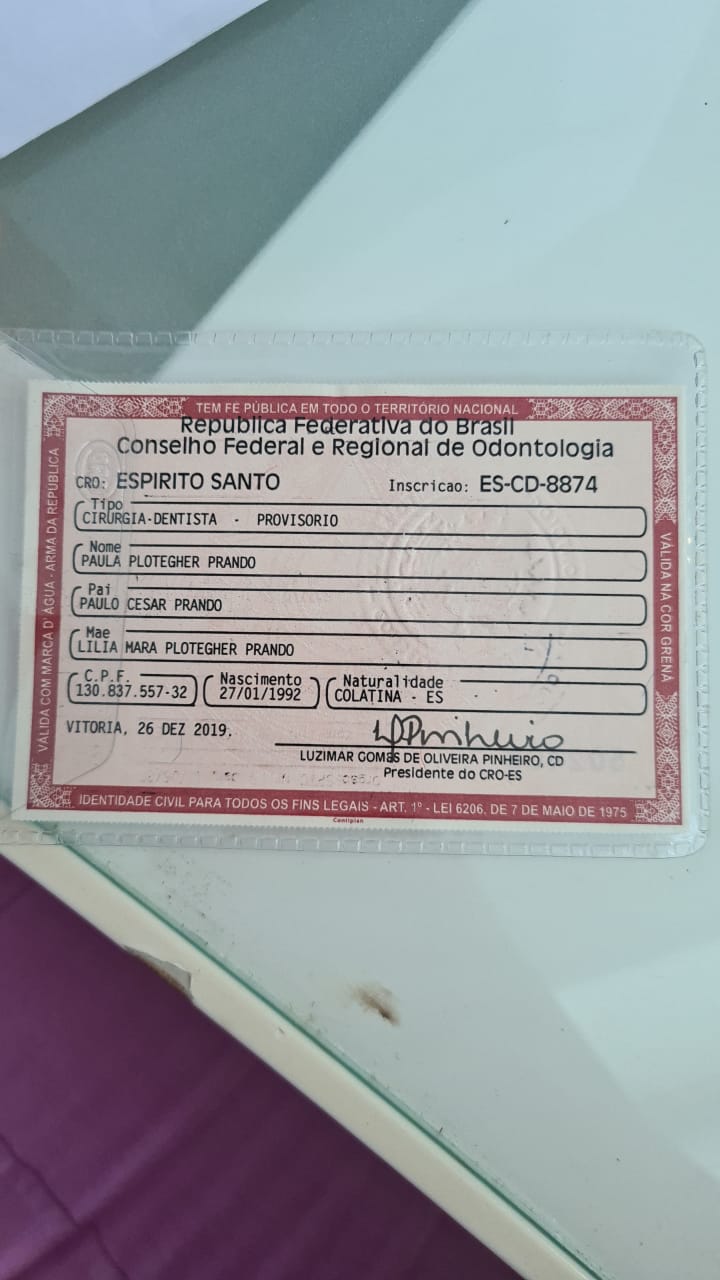 TEM FÉ PÚBLICA EM TODO O TERRITÓRIO NACIONAL
República Federativa do Brasil
Conselho Federal e Regional de Odontologia
CRO: ESPIRITO SANTO Inscricao: ES-CD-8874
Tipo
CIRURGIA-DENTISTA - PROVISORIO
Nome
PAULA PLOTEGHER PRANDO
Pai
PAULO CESAR PRANDO
Mae
LILIA MARA PLOTEGHER PRANDO
C.P.F. Nascimento Naturalidade
130.837.557-32 27/01/1992 COLATINA - ES
VITORIA, 26 DEZ 2019.
LUZIMAR GOMES DE OLIVEIRA PINHEIRO, CD
Presidente do CRO-ES
IDENTIDADE CIVIL PARA TODOS OS FINS LEGAIS - ART. 1º - LEI 6206, DE 7 DE MAIO DE 1975
VÁLIDA COM MARCA D'ÁGUA - ARMA DA REPÚBLICA
VÁLIDA NA COR GRENÁ